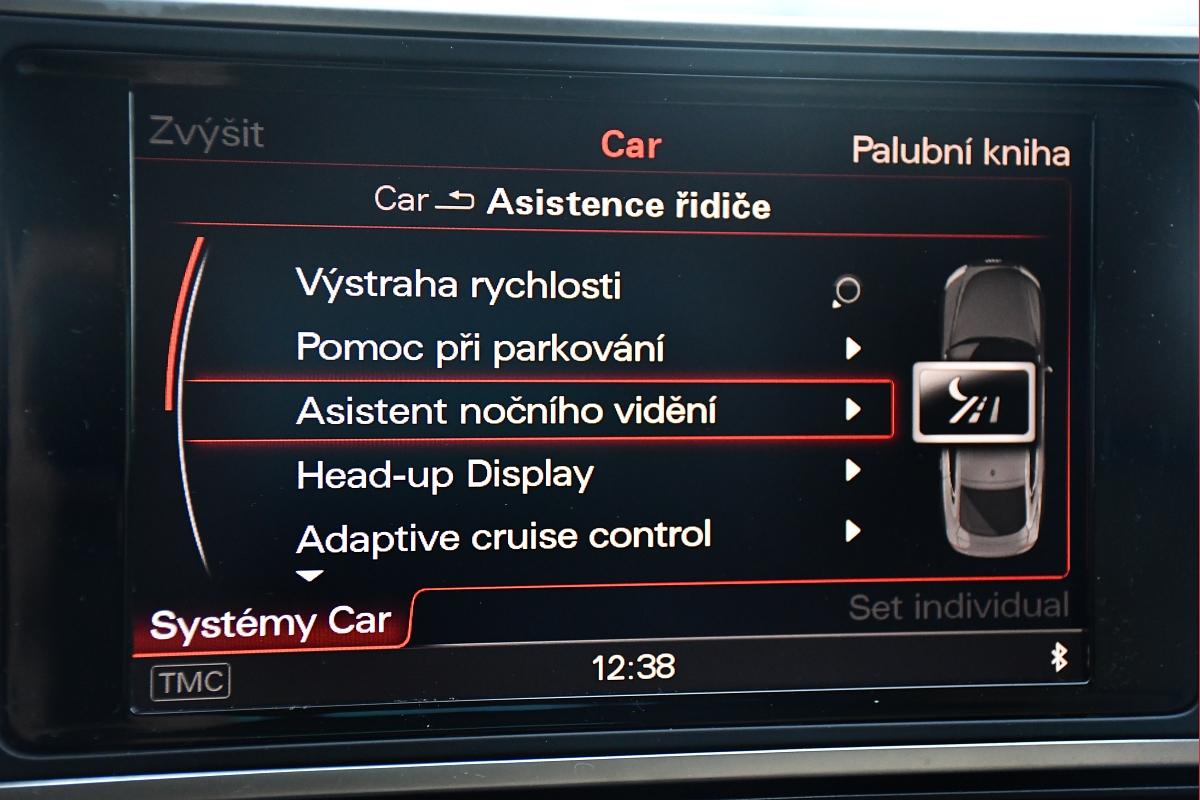 Zvýšit
Car
Palubní kniha
Car Asistence řidiče
Výstraha rychlosti
Pomoc při parkování
Asistent nočního vidění
Head-up Display
Adaptive cruise control
Set individual
Systémy Car
TMC
12:38